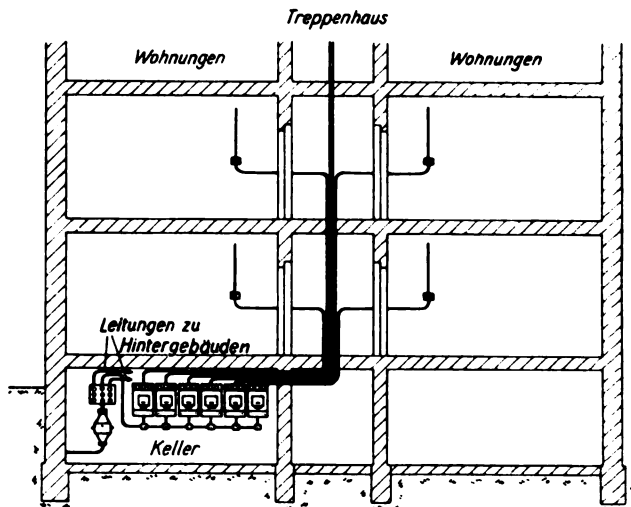 Treppenhaus
Wohnungen
Wohnungen
Leitungen zu
Hintergebäuden
Keller